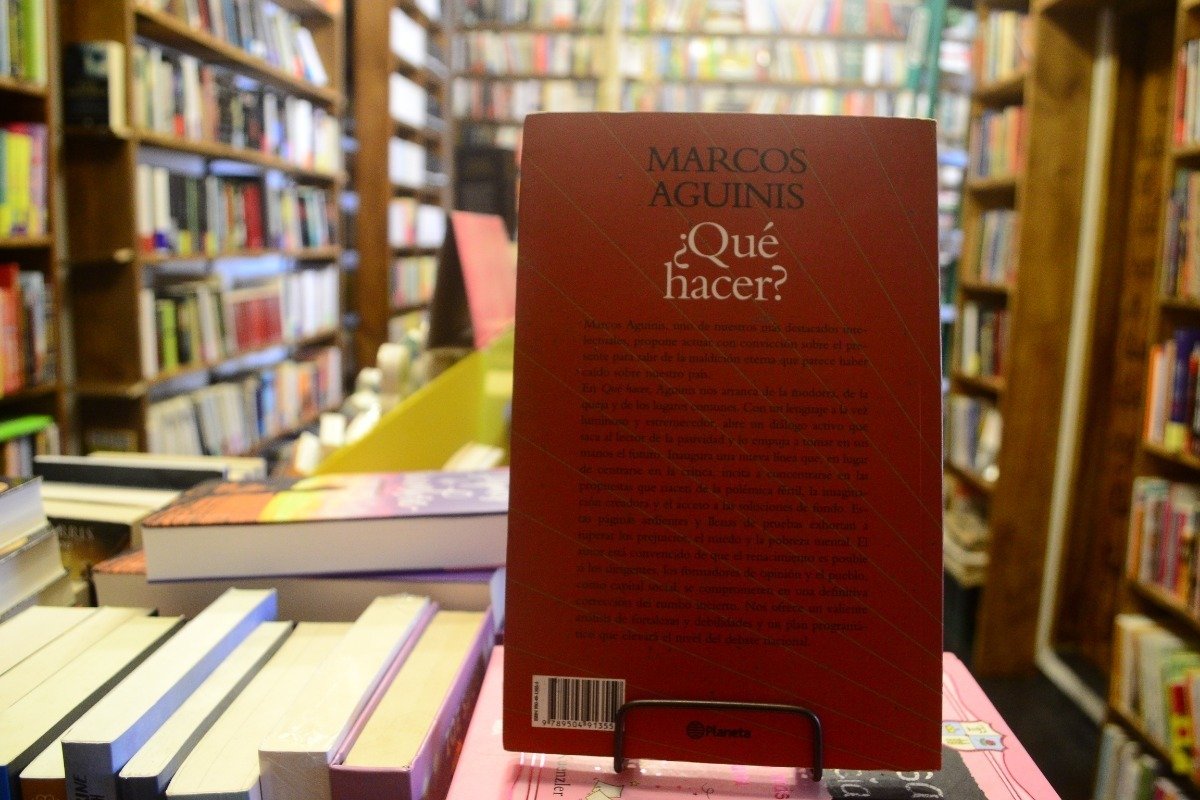 MARCOS
AGUINIS
¿Qué
hacer?
Marcos Aguinis, uno de nuestros más destacados inte-
lectuales, propone actuar con convicción sobre el pre-
sente para salir de la maldición eterna que parece haber
caído sobre nuestro país.
En Qué hacer, Aguinis nos arranca de la modorra, de la
queja y de los lugares comunes. Con un lenguaje a la vez
luminoso y estremecedor, abre un diálogo activo que
saca al lector de la pasividad y lo empuja a tomar en sus
manos el futuro. Inaugura una nueva línea que, en lugar
de centrarse en la crítica, incita a concentrarse en las
propuestas que nacen de la polémica fértil, la imagina-
ción creadora y el acceso a las soluciones de fondo. Es-
tas páginas ardientes y llenas de pruebas exhortan a
superar los prejuicios, el miedo y la pobreza mental. El
autor está convencido de que el renacimiento es posible
si los dirigentes, los formadores de opinión y el pueblo,
como capital social, se comprometen en una definitiva
corrección del rumbo incierto. Nos ofrece un valiente
análisis de fortalezas y debilidades y un plan programá-
tico que elevará el nivel del debate nacional.
9 789504 91355
Planeta